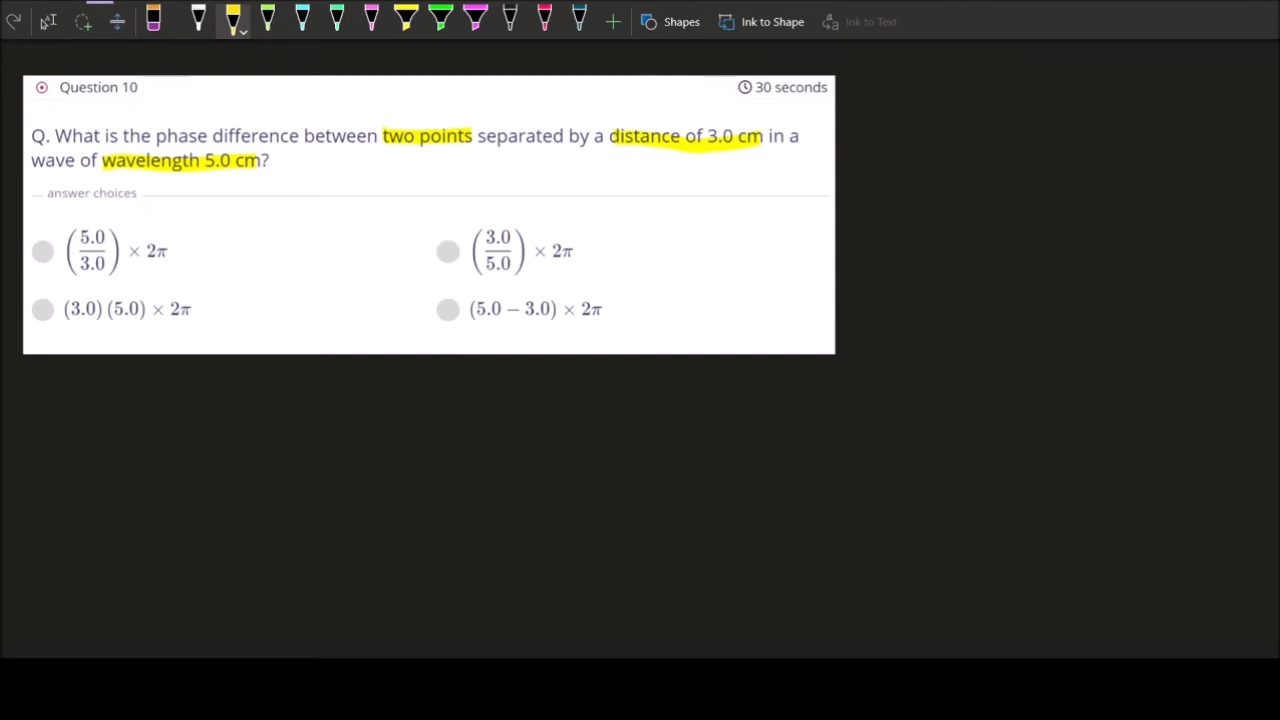 Shapes Ink to Shape Ink to Text
Question 10 30 seconds
Q. What is the phase difference between two points separated by a distance of 3.0 cm in a
wave of wavelength 5.0 cm?
answer choices
(5.0/3.0) × 2π
(3.0/5.0) × 2π
(3.0) (5.0) × 2π
(5.0 − 3.0) × 2π